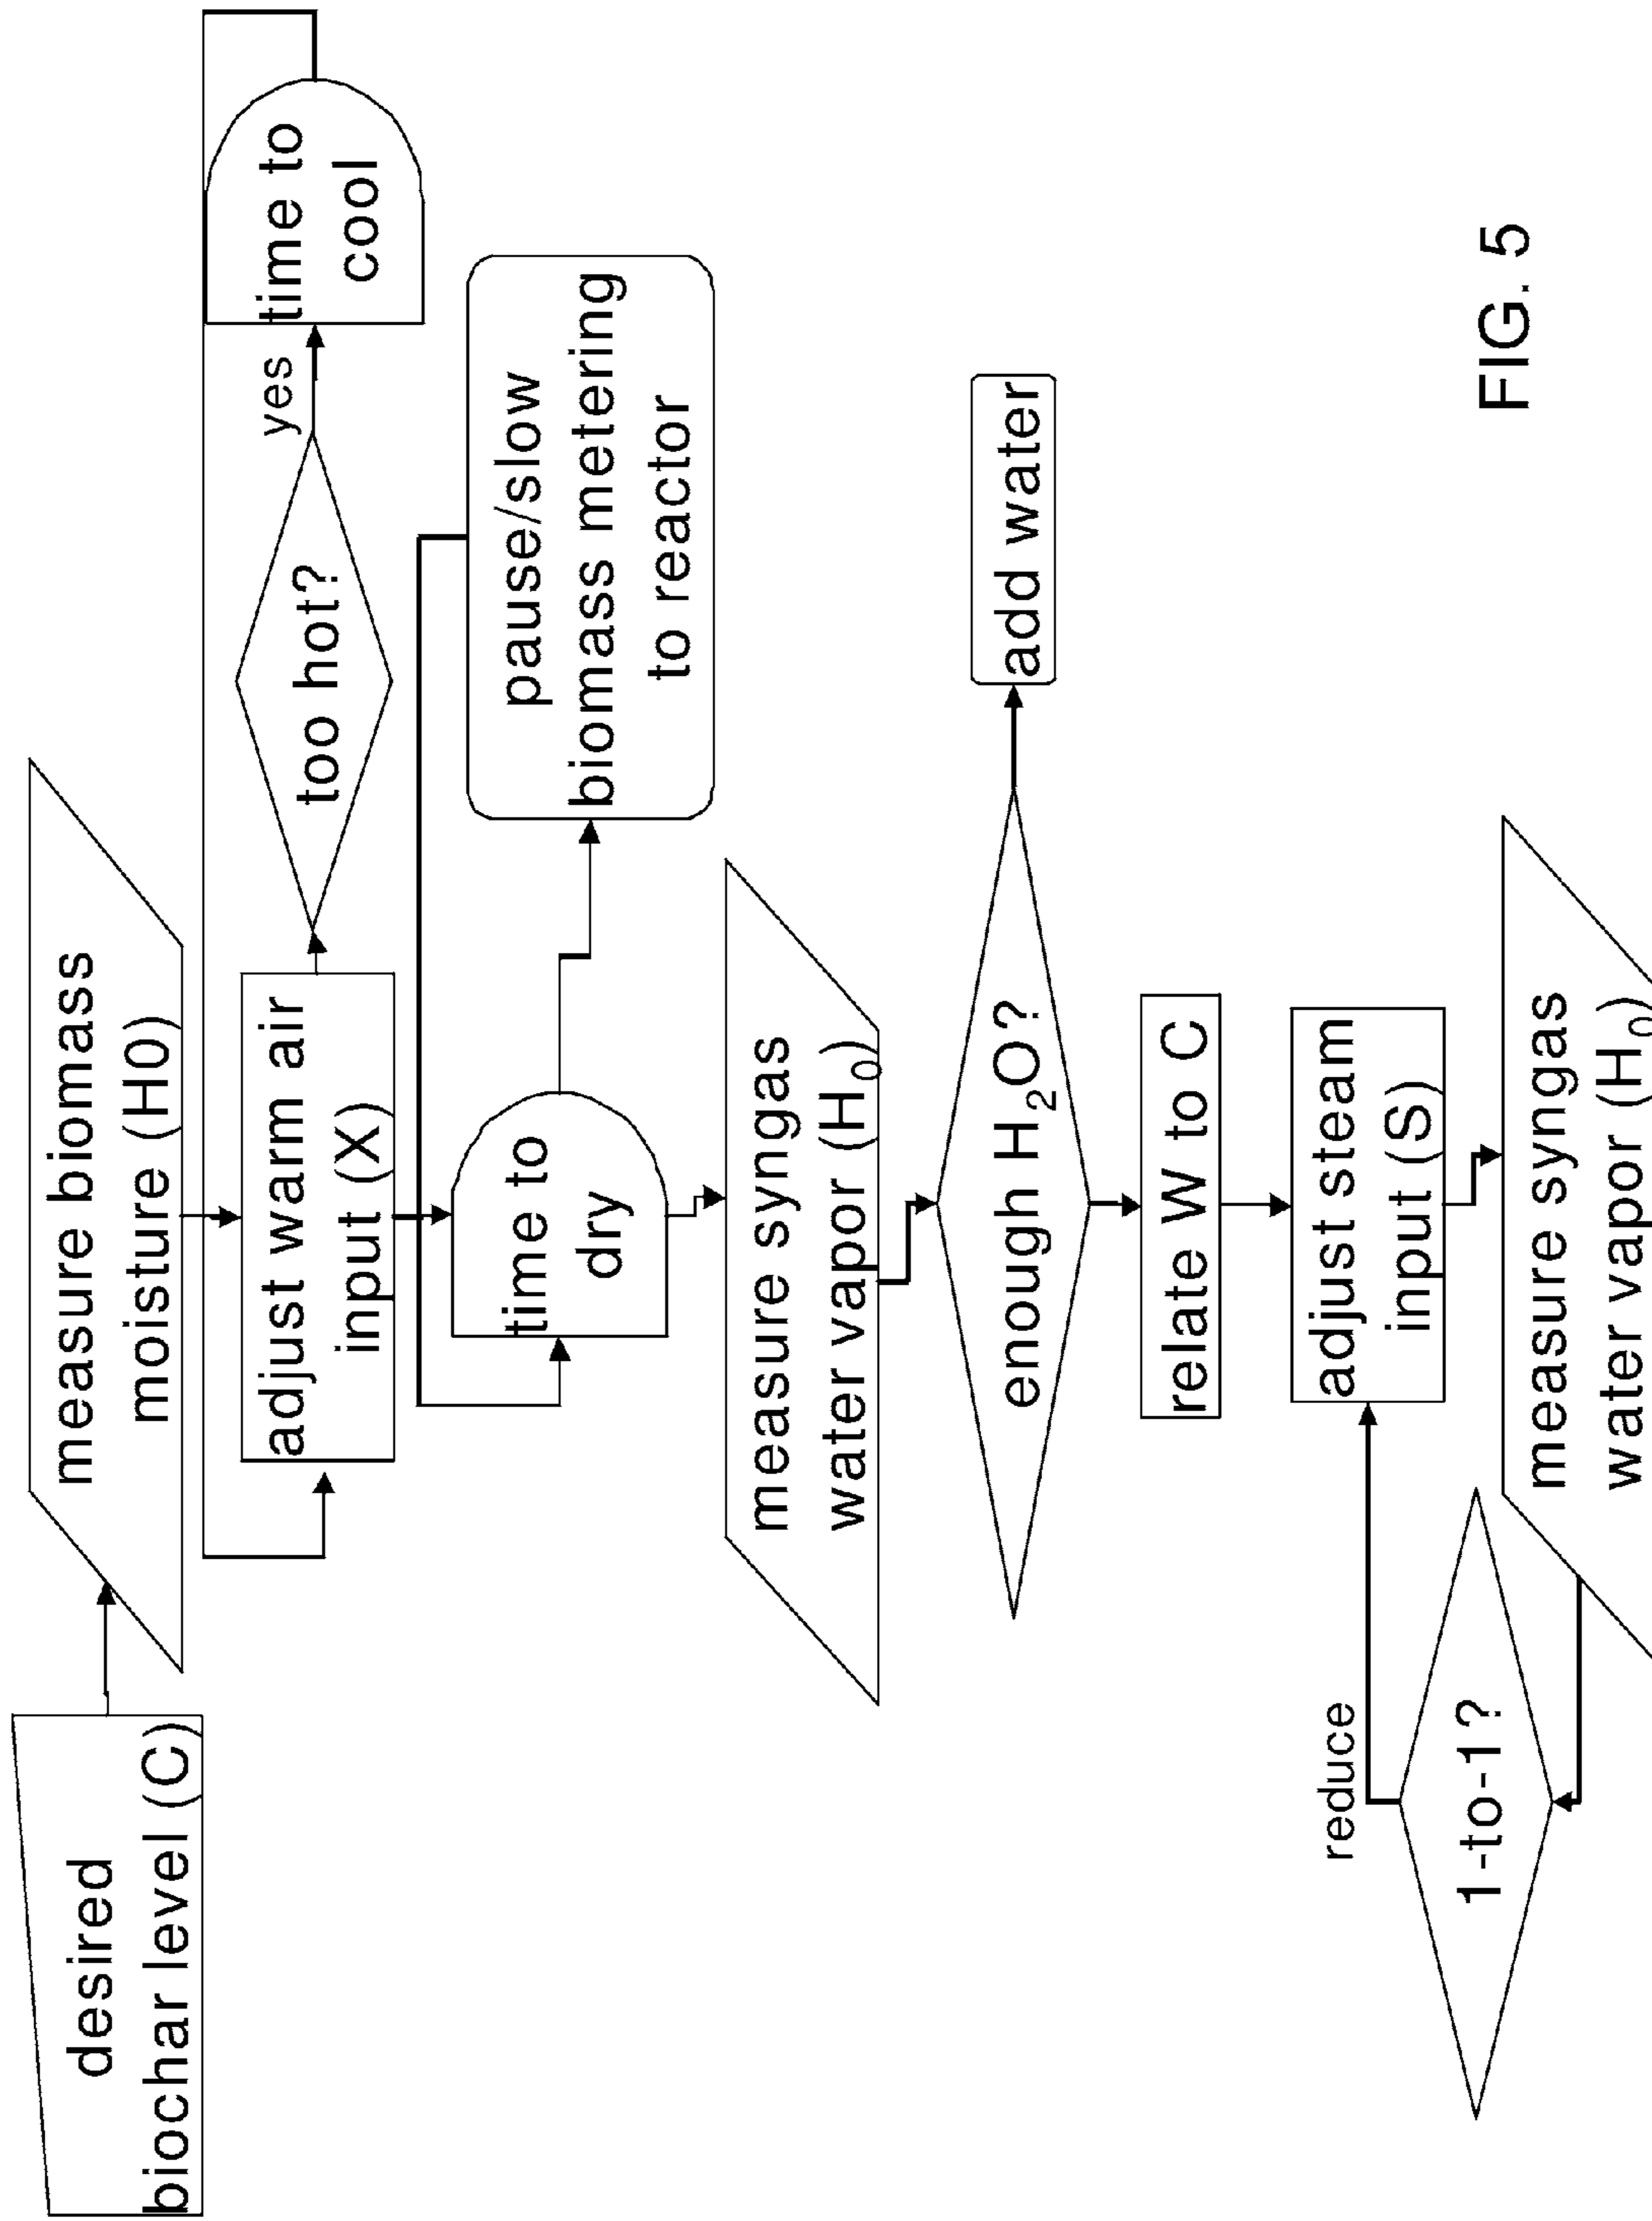 desired
biochar level (C)
measure biomass
moisture (H0)
adjust warm air
input (X)
too hot?
yes
time to
cool
time to
dry
pause/slow
biomass metering
to reactor
measure syngas
water vapor (H₀)
enough H₂O?
add water
relate W to C
adjust steam
input (S)
reduce
1-to-1?
measure syngas
water vapor (H₀)
FIG. 5